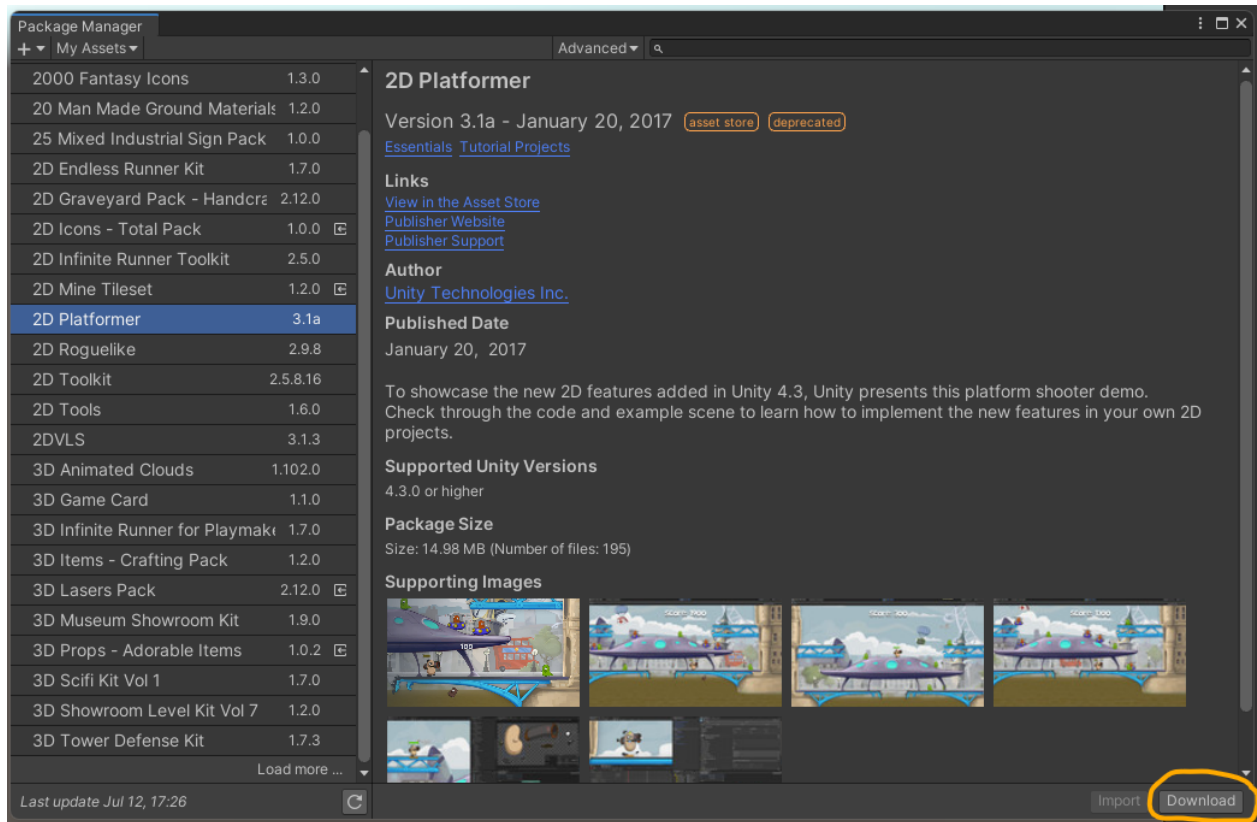 Package Manager
+ My Assets Advanced
2000 Fantasy Icons 1.3.0
20 Man Made Ground Materials 1.2.0
25 Mixed Industrial Sign Pack 1.0.0
2D Endless Runner Kit 1.7.0
2D Graveyard Pack - Handcra 2.12.0
2D Icons - Total Pack 1.0.0
2D Infinite Runner Toolkit 2.5.0
2D Mine Tileset 1.2.0
2D Platformer 3.1a
2D Roguelike 2.9.8
2D Toolkit 2.5.8.16
2D Tools 1.6.0
2DVLS 3.1.3
3D Animated Clouds 1.102.0
3D Game Card 1.1.0
3D Infinite Runner for Playmake 1.7.0
3D Items - Crafting Pack 1.2.0
3D Lasers Pack 2.12.0
3D Museum Showroom Kit 1.9.0
3D Props - Adorable Items 1.0.2
3D Scifi Kit Vol 1 1.7.0
3D Showroom Level Kit Vol 7 1.2.0
3D Tower Defense Kit 1.7.3
Load more ...
Last update Jul 12, 17:26
2D Platformer
Version 3.1a - January 20, 2017 asset store deprecated
Essentials Tutorial Projects
Links
View in the Asset Store
Publisher Website
Publisher Support
Author
Unity Technologies Inc.
Published Date
January 20, 2017
To showcase the new 2D features added in Unity 4.3, Unity presents this platform shooter demo.
Check through the code and example scene to learn how to implement the new features in your own 2D
projects.
Supported Unity Versions
4.3.0 or higher
Package Size
Size: 14.98 MB (Number of files: 195)
Supporting Images
100
Import Download